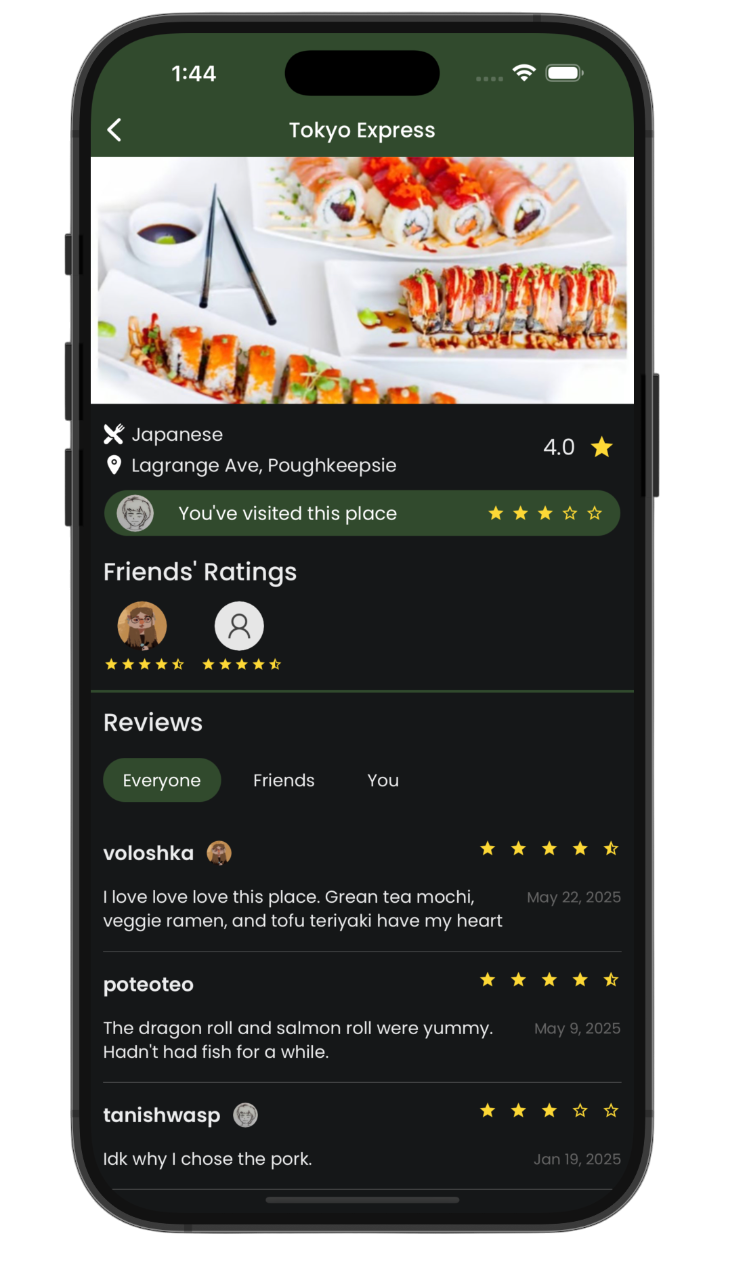 1:44
Tokyo Express
Japanese
4.0
Lagrange Ave, Poughkeepsie
You've visited this place
Friends' Ratings
Reviews
Everyone Friends You
voloshka
I love love love this place. Grean tea mochi,
May 22, 2025
veggie ramen, and tofu teriyaki have my heart
poteoteo
The dragon roll and salmon roll were yummy.
May 9, 2025
Hadn't had fish for a while.
tanishwasp
Idk why I chose the pork.
Jan 19, 2025